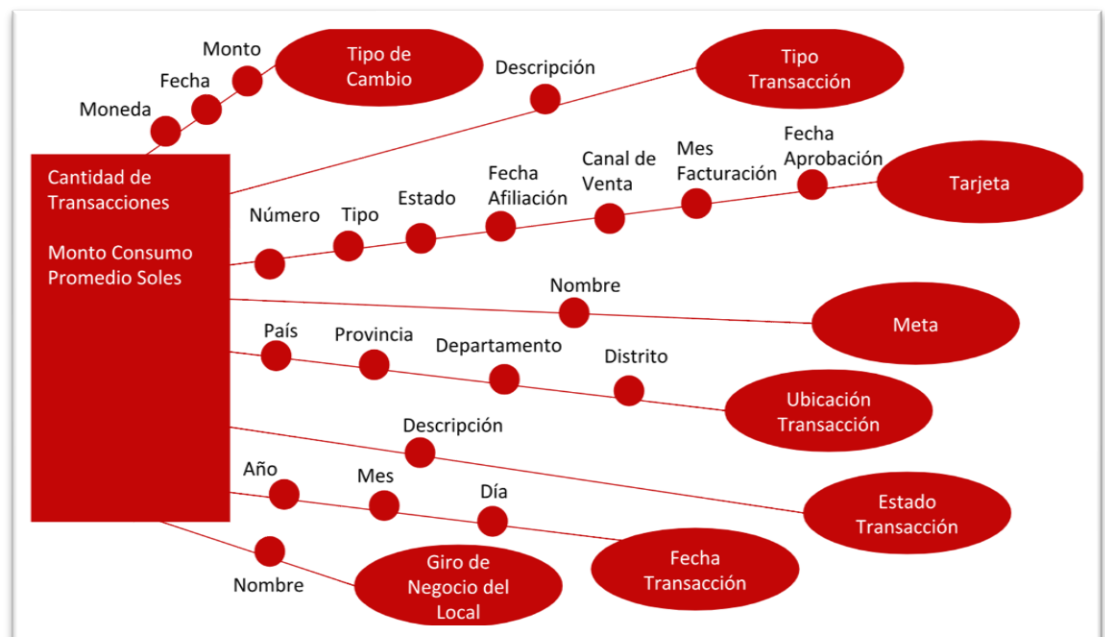 Monto
Tipo de
Cambio
Fecha
Moneda
Descripción
Tipo
Transacción
Cantidad de
Transacciones
Monto Consumo
Promedio Soles
Número
Tipo
Estado
Fecha
Afiliación
Canal de
Venta
Mes
Facturación
Fecha
Aprobación
Tarjeta
Nombre
Meta
País
Provincia
Departamento
Distrito
Ubicación
Transacción
Descripción
Estado
Transacción
Año
Mes
Día
Fecha
Transacción
Nombre
Giro de
Negocio del
Local